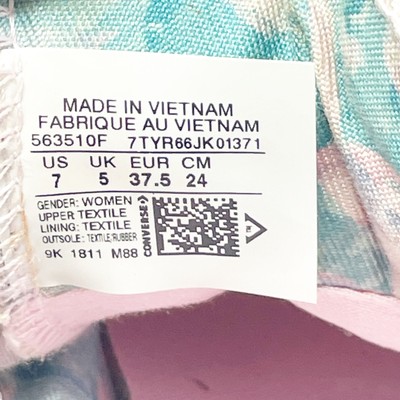 MADE IN VIETNAM
FABRIQUE AU VIETNAM
563510F 7TYR66JK01371
US UK EUR CM
7 5 37.5 24
GENDER: WOMEN
UPPER TEXTILE
LINING: TEXTILE
OUTSOLE: TEXTILE/RUBBER
9K 1811 M88
CONVERSE